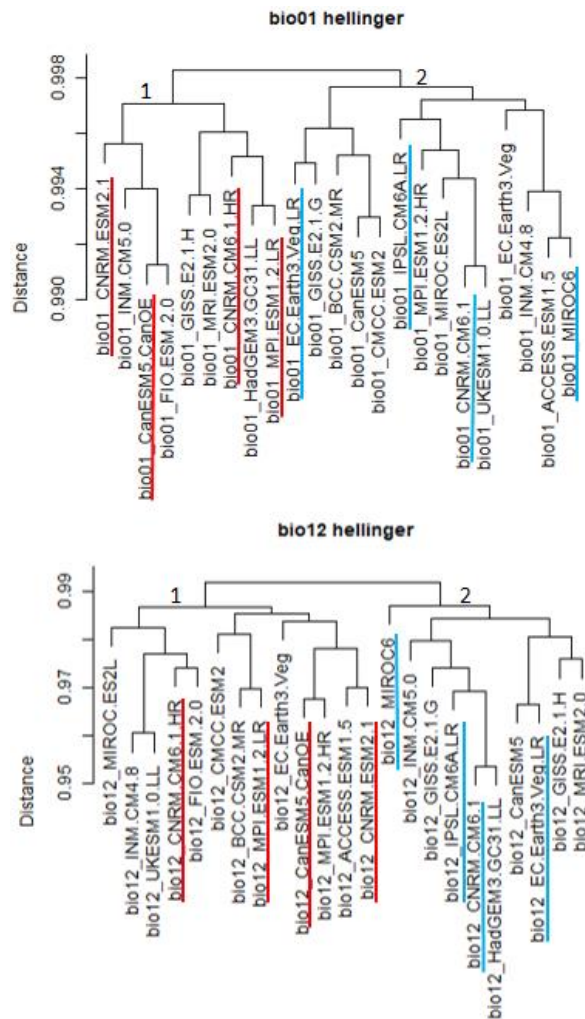 bio01 hellinger
0.998
0.994
0.990
Distance
1
2
bio01_CNRM.ESM2.1
bio01_INM.CM5.0
bio01_CanESM5.CanOE
bio01_FIO.ESM.2.0
bio01_GISS.E2.1.H
bio01_MRI.ESM2.0
bio01_CNRM.CM6.1.HR
bio01_HadGEM3.GC31.LL
bio01_MPI.ESM1.2.LR
bio01_EC.Earth3.Veg.LR
bio01_GISS.E2.1.G
bio01_BCC.CSM2.MR
bio01_CanESM5
bio01_CMCC.ESM2
bio01_IPSL.CM6A.LR
bio01_MPI.ESM1.2.HR
bio01_MIROC.ES2L
bio01_CNRM.CM6.1
bio01_UKESM1.0.LL
bio01_EC.Earth3.Veg
bio01_INM.CM4.8
bio01_ACCESS.ESM1.5
bio01_MIROC6
bio12 hellinger
0.99
0.97
0.95
Distance
1
2
bio12_MIROC.ES2L
bio12_INM.CM4.8
bio12_UKESM1.0.LL
bio12_CNRM.CM6.1.HR
bio12_FIO.ESM.2.0
bio12_CMCC.ESM2
bio12_BCC.CSM2.MR
bio12_MPI.ESM1.2.LR
bio12_EC.Earth3.Veg
bio12_CanESM5.CanOE
bio12_MPI.ESM1.2.HR
bio12_ACCESS.ESM1.5
bio12_CNRM.ESM2.1
bio12_MIROC6
bio12_INM.CM5.0
bio12_GISS.E2.1.G
bio12_IPSL.CM6A.LR
bio12_CNRM.CM6.1
bio12_HadGEM3.GC31.LL
bio12_CanESM5
bio12_EC.Earth3.Veg.LR
bio12_GISS.E2.1.H
bio12_MRI.ESM2.0